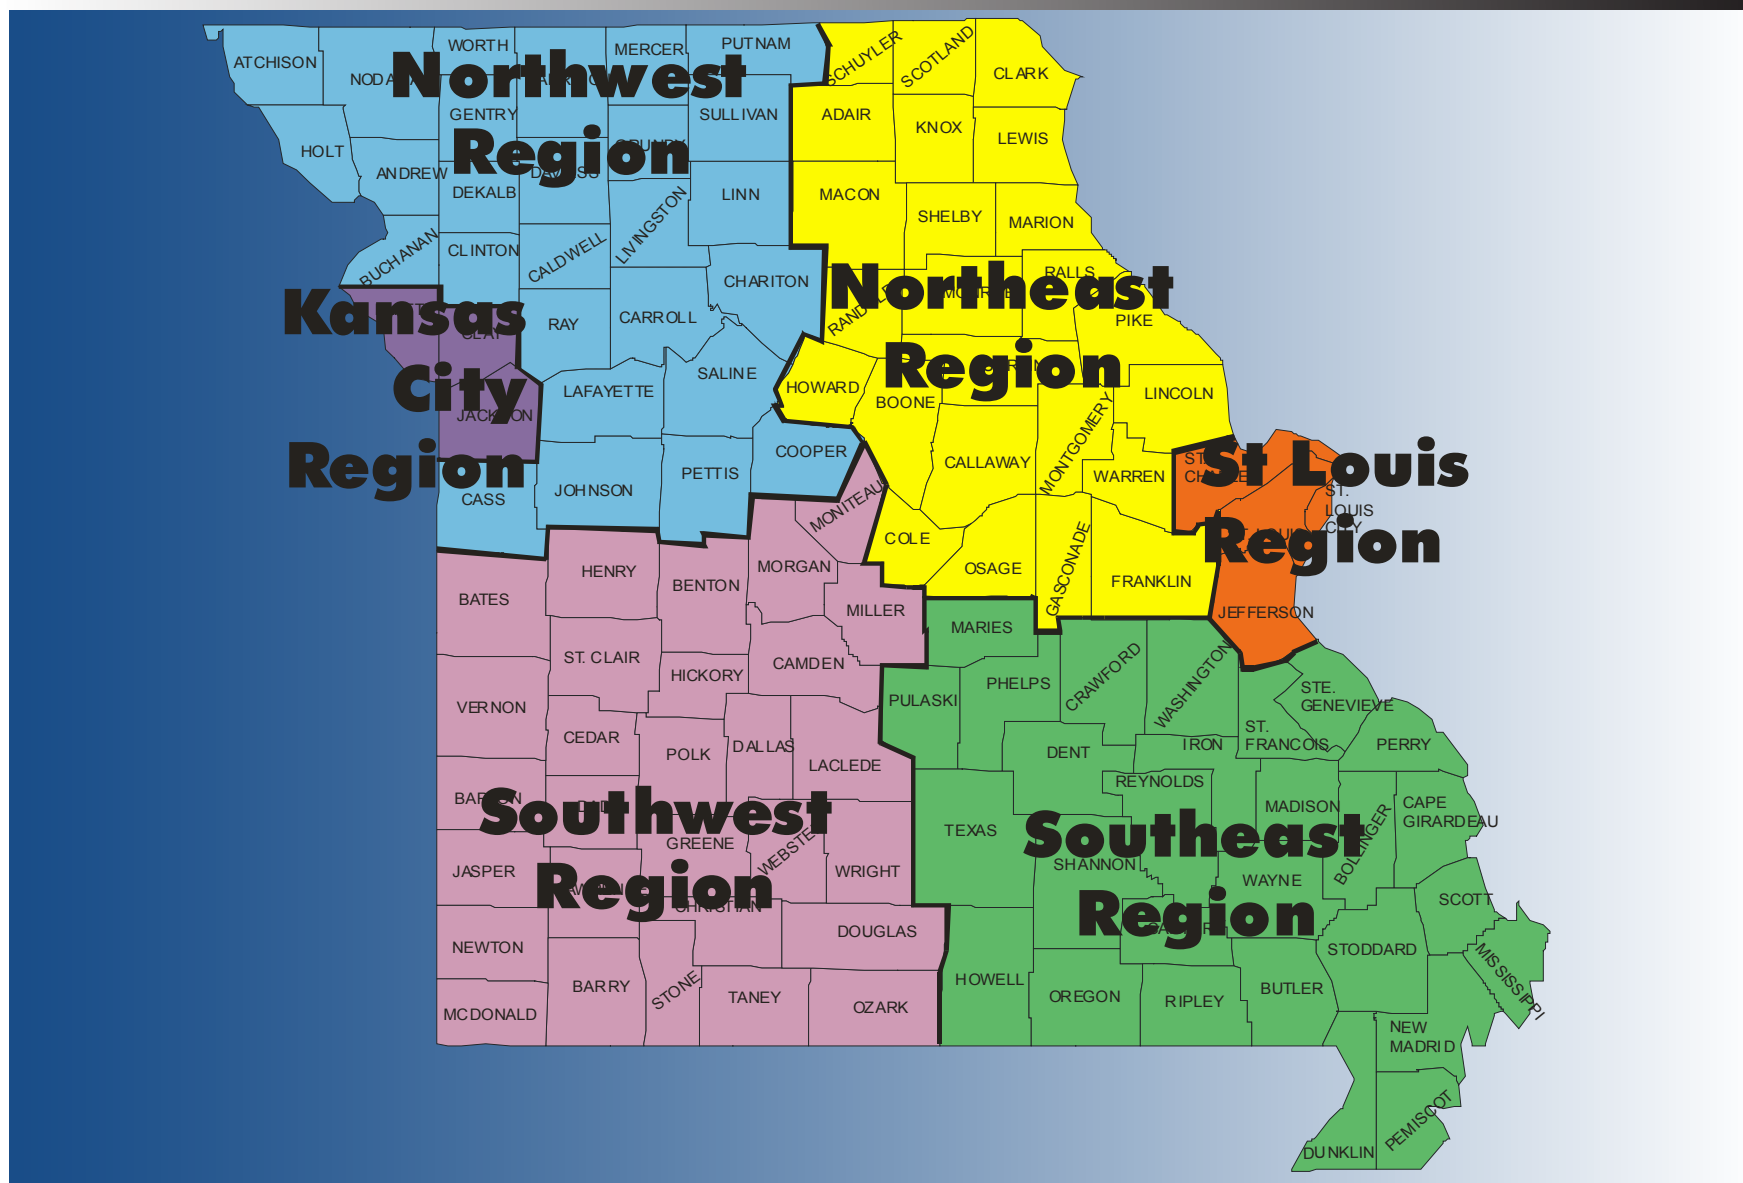 ATCHISON
WORTH
MERCER
PUTNAM
SCHUYLER
SCOTLAND
CLARK
Northwest
Region
GENTRY
SULLIVAN
ADAIR
KNOX
LEWIS
HOLT
ANDREW
DEKALB
LINN
MACON
SHELBY
MARION
BUCHANAN
CLINTON
CALDWELL
LIVINGSTON
CHARITON
RALLS
Northeast
Region
PIKE
Kansas
City
Region
CLAY
JACKSON
RAY
CARROLL
SALINE
LAFAYETTE
HOWARD
BOONE
LINCOLN
COOPER
CALLAWAY
MONTGOMERY
WARREN
St Louis
Region
ST.
LOUIS
CITY
CASS
JOHNSON
PETTIS
MONITEAU
COLE
OSAGE
GASCONADE
FRANKLIN
JEFFERSON
HENRY
BENTON
MORGAN
MILLER
BATES
MARIES
ST. CLAIR
HICKORY
CAMDEN
PULASKI
PHELPS
CRAWFORD
WASHINGTON
STE.
GENEVIEVE
VERNON
CEDAR
POLK
DALLAS
LACLEDE
DENT
IRON
ST.
FRANCOIS
PERRY
REYNOLDS
Southwest
Region
GREENE
WRIGHT
TEXAS
MADISON
BOLLINGER
CAPE
GIRARDEAU
Southeast
Region
JASPER
CHRISTIAN
SHANNON
WAYNE
SCOTT
NEWTON
DOUGLAS
STODDARD
MISSISSIPPI
MCDONALD
BARRY
STONE
TANEY
OZARK
HOWELL
OREGON
RIPLEY
BUTLER
NEW
MADRID
DUNKLIN
PEMISCOT